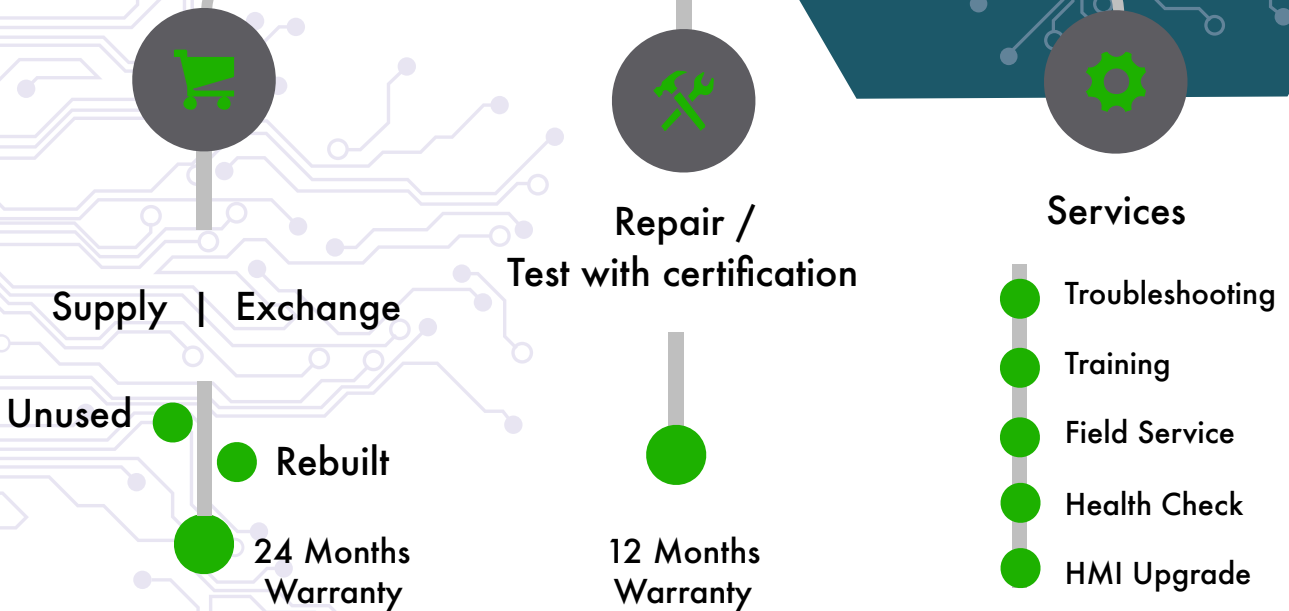 Supply | Exchange
Unused
Rebuilt
24 Months
Warranty
Repair /
Test with certification
12 Months
Warranty
Services
Troubleshooting
Training
Field Service
Health Check
HMI Upgrade